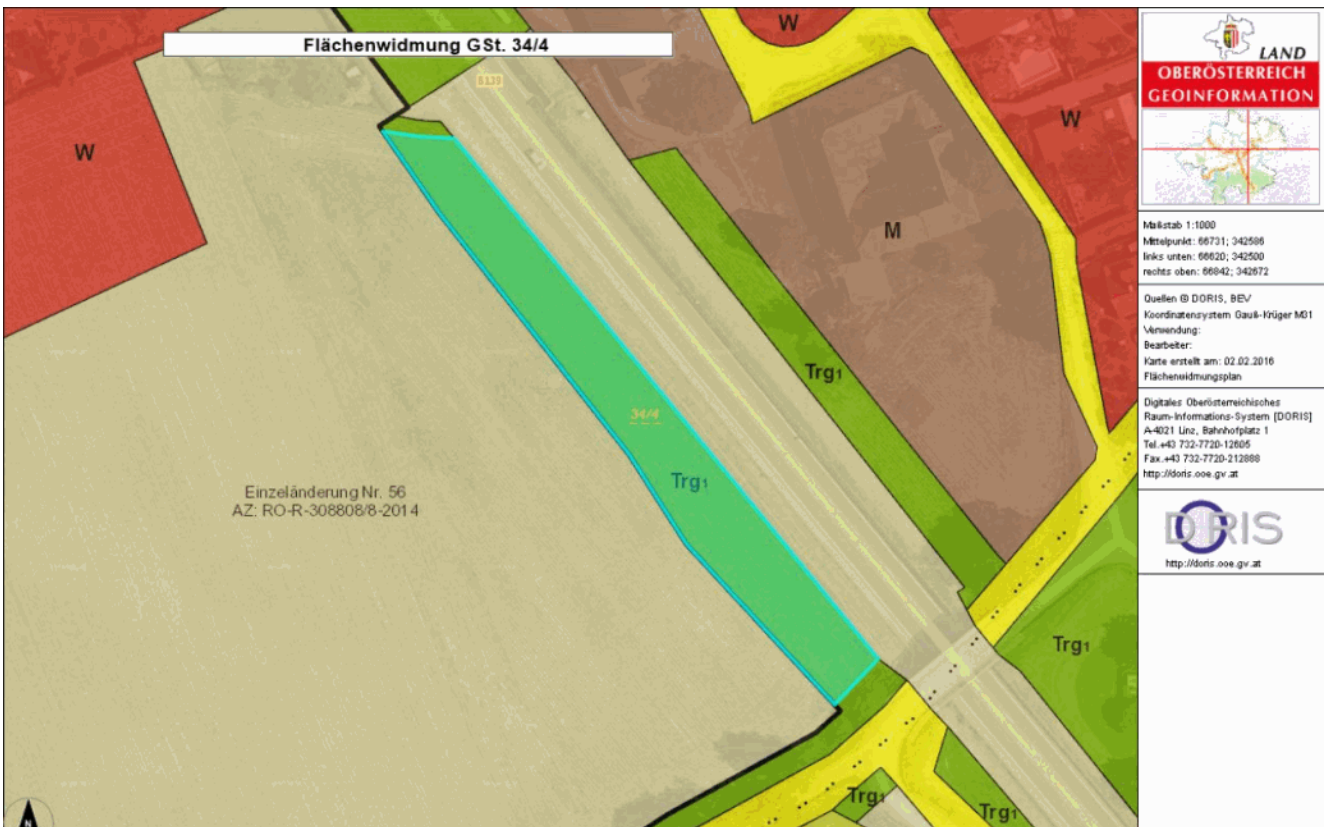 Flächenwidmung GSt. 34/4
B139
W
W
W
M
Trg1
34/4
Trg1
Einzeländerung Nr. 56
AZ: RO-R-308808/8-2014
Trg1
Trg1
Trg1
N
LAND
OBERÖSTERREICH
GEOINFORMATION
Maßstab 1:1000
Mittelpunkt: 66731; 342586
links unten: 66620; 342500
rechts oben: 66842; 342672
Quellen © DORIS, BEV
Koordinatensystem Gauß-Krüger M31
Verwendung:
Bearbeiter:
Karte erstellt am: 02.02.2016
Flächenwidmungsplan
Digitales Oberösterreichisches
Raum-Informations-System [DORIS]
A-4021 Linz, Bahnhofplatz 1
Tel.+43 732-7720-12605
Fax.+43 732-7720-212888
http://doris.ooe.gv.at
DORIS
http://doris.ooe.gv.at